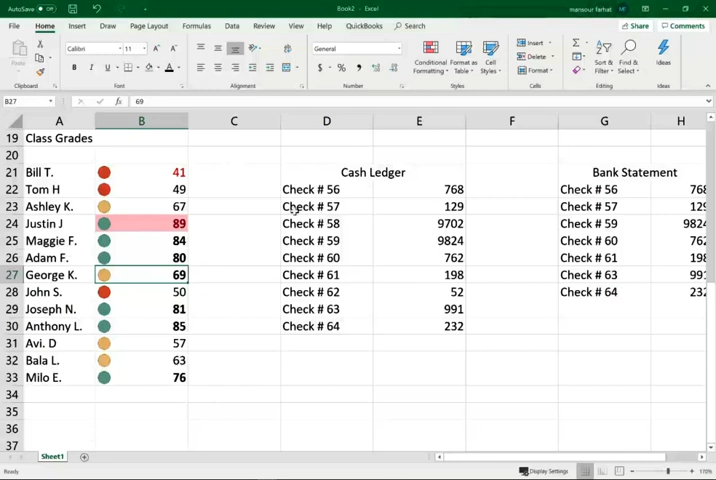 AutoSave Off
Book2 - Excel
mansour farhat
MF
File Home Insert Draw Page Layout Formulas Data Review View Help QuickBooks Search
Share Comments
Paste
Calibri 11
B I U
General
$ % ,
Conditional Formatting
Format as Table
Cell Styles
Insert
Delete
Format
Sort & Filter
Find & Select
Ideas
Clipboard Font Alignment Number Styles Cells Editing Ideas
B27 fx 69
A B C D E F G H
19 Class Grades
20
21 Bill T. 41 Cash Ledger Bank Statement
22 Tom H 49 Check # 56 768 Check # 56 768
23 Ashley K. 67 Check # 57 129 Check # 57 129
24 Justin J 89 Check # 58 9702 Check # 59 9824
25 Maggie F. 84 Check # 59 9824 Check # 60 762
26 Adam F. 80 Check # 60 762 Check # 61 198
27 George K. 69 Check # 61 198 Check # 63 991
28 John S. 50 Check # 62 52 Check # 64 232
29 Joseph N. 81 Check # 63 991
30 Anthony L. 85 Check # 64 232
31 Avi. D 57
32 Bala L. 63
33 Milo E. 76
34
35
36
37
Sheet1
Ready
Display Settings
170%